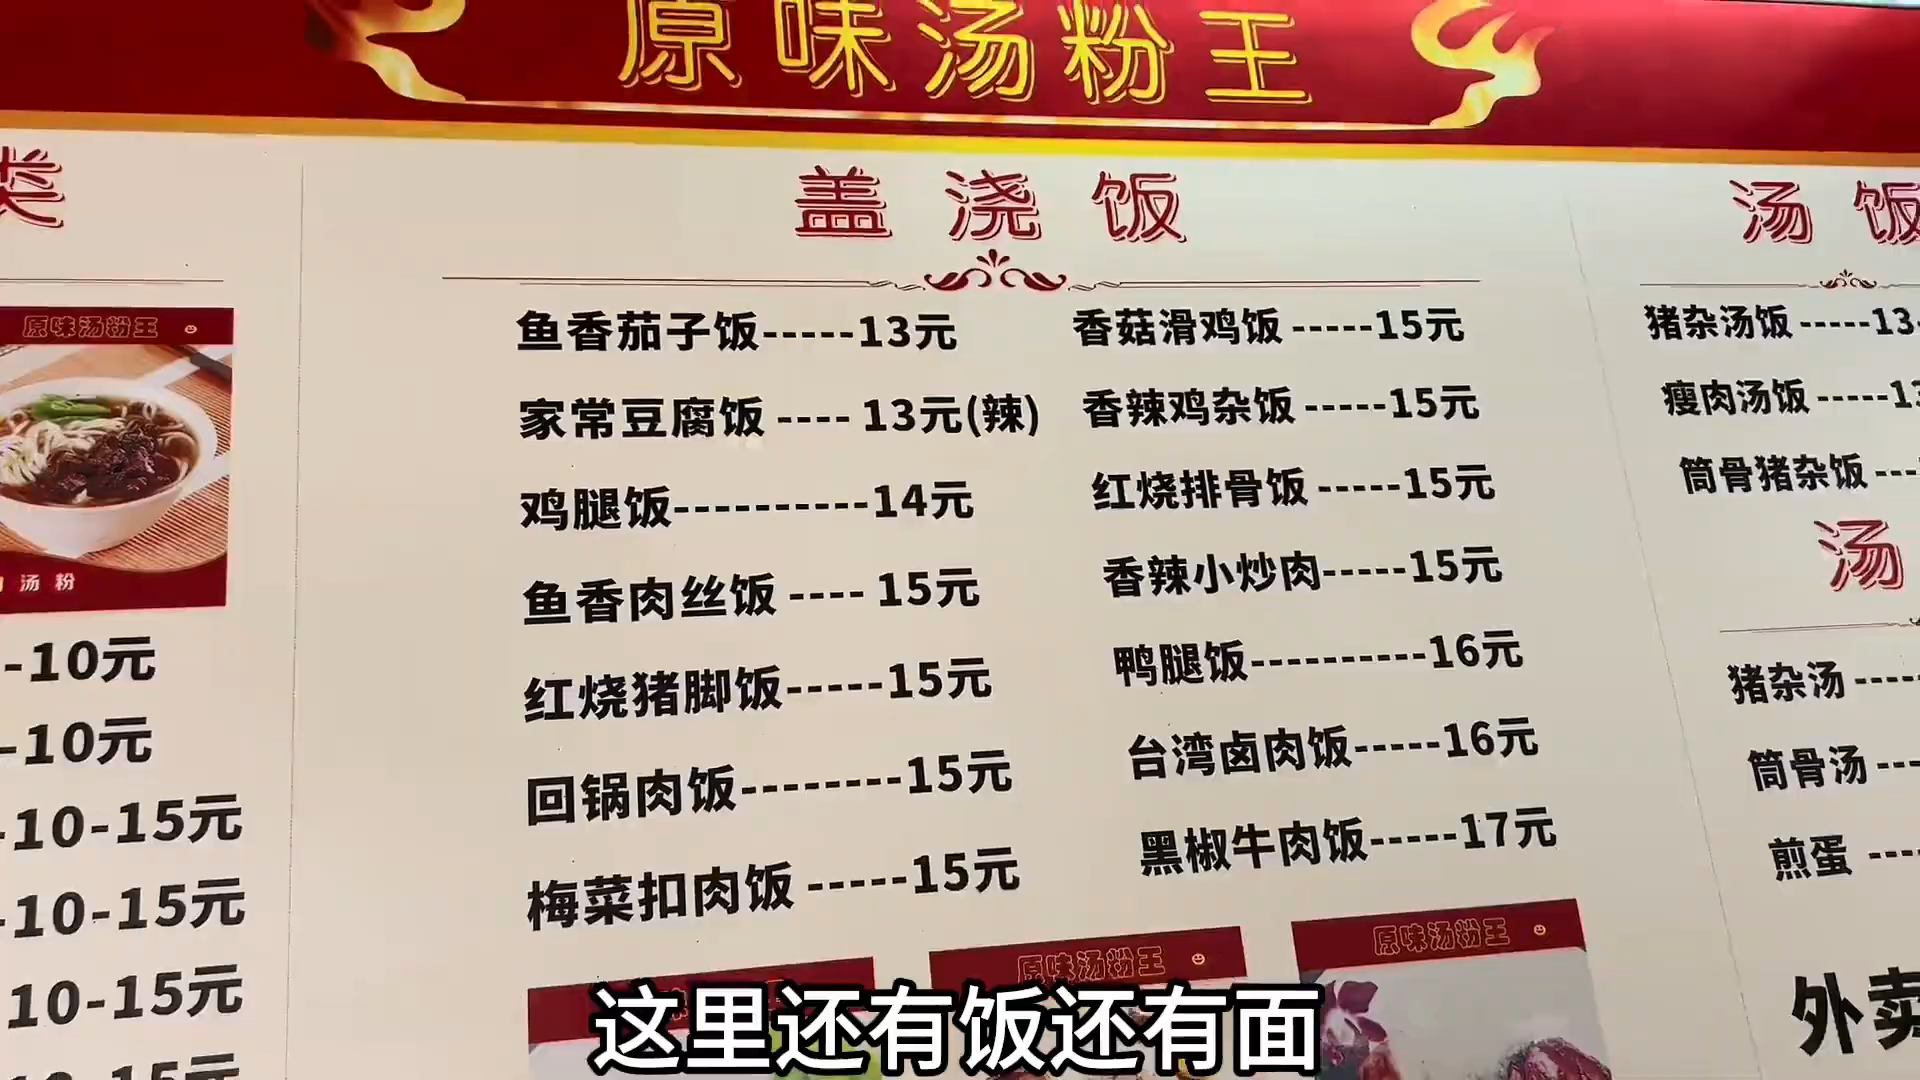 原味汤粉王
类
原味汤粉王
汤粉
-10元
-10元
-10-15元
-10-15元
10-15元
盖浇饭
鱼香茄子饭-----13元
家常豆腐饭----13元(辣)
鸡腿饭----------14元
鱼香肉丝饭----15元
红烧猪脚饭-----15元
回锅肉饭--------15元
梅菜扣肉饭-----15元
香菇滑鸡饭-----15元
香辣鸡杂饭-----15元
红烧排骨饭-----15元
香辣小炒肉-----15元
鸭腿饭----------16元
台湾卤肉饭-----16元
黑椒牛肉饭-----17元
原味汤粉王
原味汤粉王
汤饭
猪杂汤饭-----13
瘦肉汤饭-----13
筒骨猪杂饭---
汤
猪杂汤----
筒骨汤---
煎蛋----
外卖
这里还有饭还有面